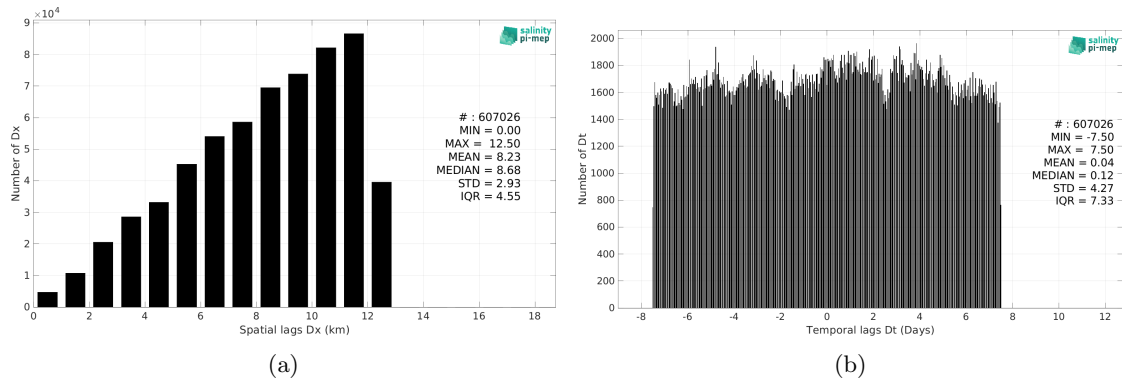 ×10⁴
9
8
7
6
5
4
3
2
1
0
Number of Dx
0 2 4 6 8 10 12 14 16 18
Spatial lags Dx (km)
salinity
pi-mep
# : 607026
MIN = 0.00
MAX = 12.50
MEAN = 8.23
MEDIAN = 8.68
STD = 2.93
IQR = 4.55
(a)
2000
1800
1600
1400
1200
1000
800
600
400
200
0
Number of Dt
-8 -6 -4 -2 0 2 4 6 8 10 12
Temporal lags Dt (Days)
salinity
pi-mep
# : 607026
MIN = -7.50
MAX = 7.50
MEAN = 0.04
MEDIAN = 0.12
STD = 4.27
IQR = 7.33
(b)